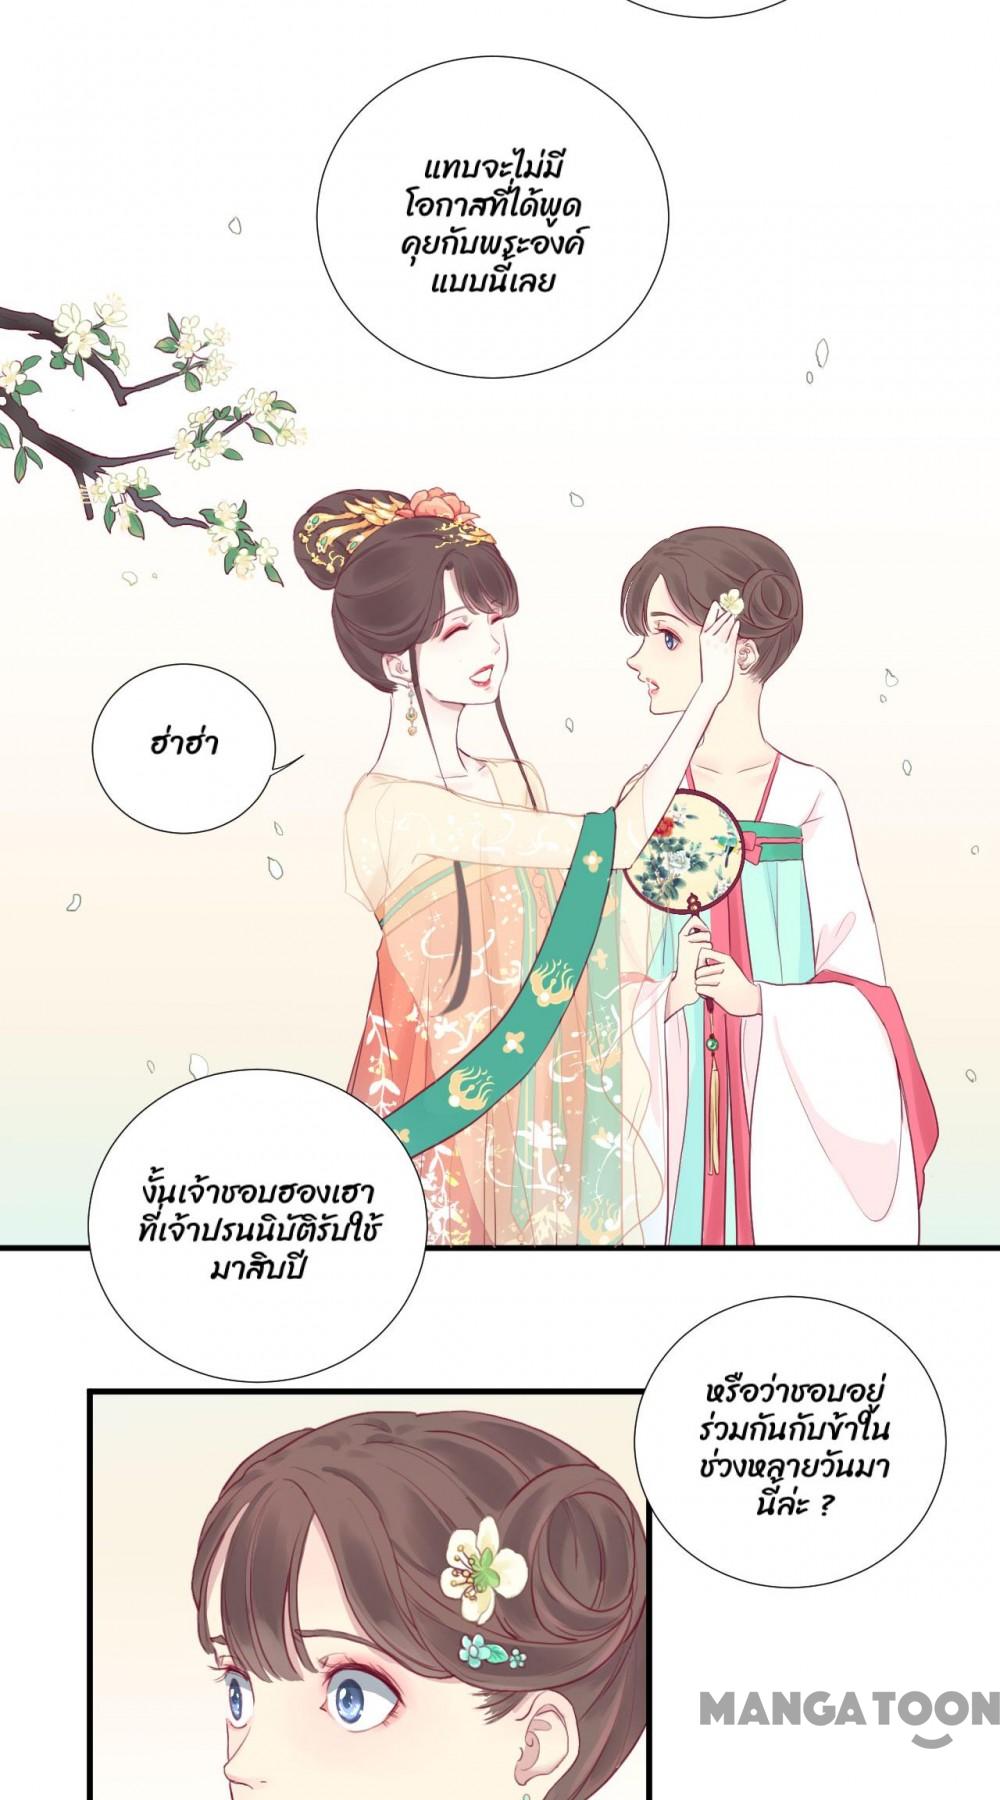 แทบจะไม่มี
โอกาสที่ได้พูด
คุยกับพระองค์
แบบนี้เลย
ฮ่าฮ่า
งั้นเจ้าชอบฮองเฮา
ที่เจ้าปรนนิบัติรับใช้
มาสิบปี
หรือว่าชอบอยู่
ร่วมกันกับข้าใน
ช่วงหลายวันมา
นี้ล่ะ ?
MANGATOON